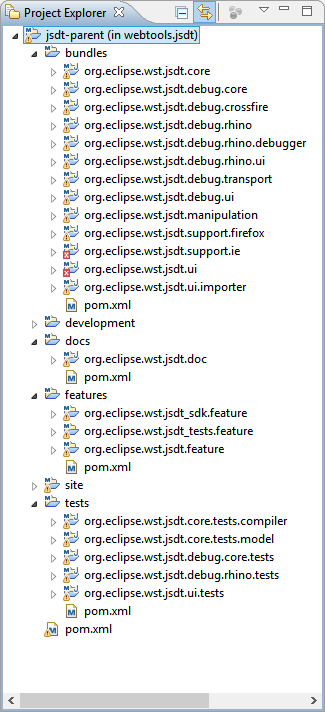 Project Explorer
jsdt-parent (in webtools.jsdt)
bundles
org.eclipse.wst.jsdt.core
org.eclipse.wst.jsdt.debug.core
org.eclipse.wst.jsdt.debug.crossfire
org.eclipse.wst.jsdt.debug.rhino
org.eclipse.wst.jsdt.debug.rhino.debugger
org.eclipse.wst.jsdt.debug.rhino.ui
org.eclipse.wst.jsdt.debug.transport
org.eclipse.wst.jsdt.debug.ui
org.eclipse.wst.jsdt.manipulation
org.eclipse.wst.jsdt.support.firefox
org.eclipse.wst.jsdt.support.ie
org.eclipse.wst.jsdt.ui
org.eclipse.wst.jsdt.ui.importer
pom.xml
development
docs
org.eclipse.wst.jsdt.doc
pom.xml
features
org.eclipse.wst.jsdt_sdk.feature
org.eclipse.wst.jsdt_tests.feature
org.eclipse.wst.jsdt.feature
pom.xml
site
tests
org.eclipse.wst.jsdt.core.tests.compiler
org.eclipse.wst.jsdt.core.tests.model
org.eclipse.wst.jsdt.debug.core.tests
org.eclipse.wst.jsdt.debug.rhino.tests
org.eclipse.wst.jsdt.ui.tests
pom.xml
pom.xml